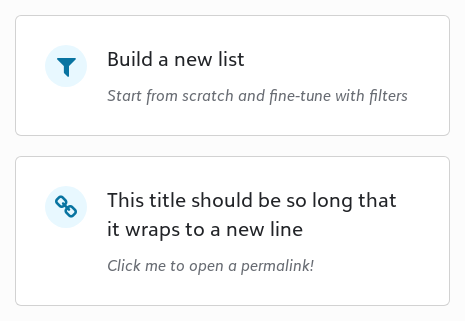 Build a new list
Start from scratch and fine-tune with filters
This title should be so long that
it wraps to a new line
Click me to open a permalink!